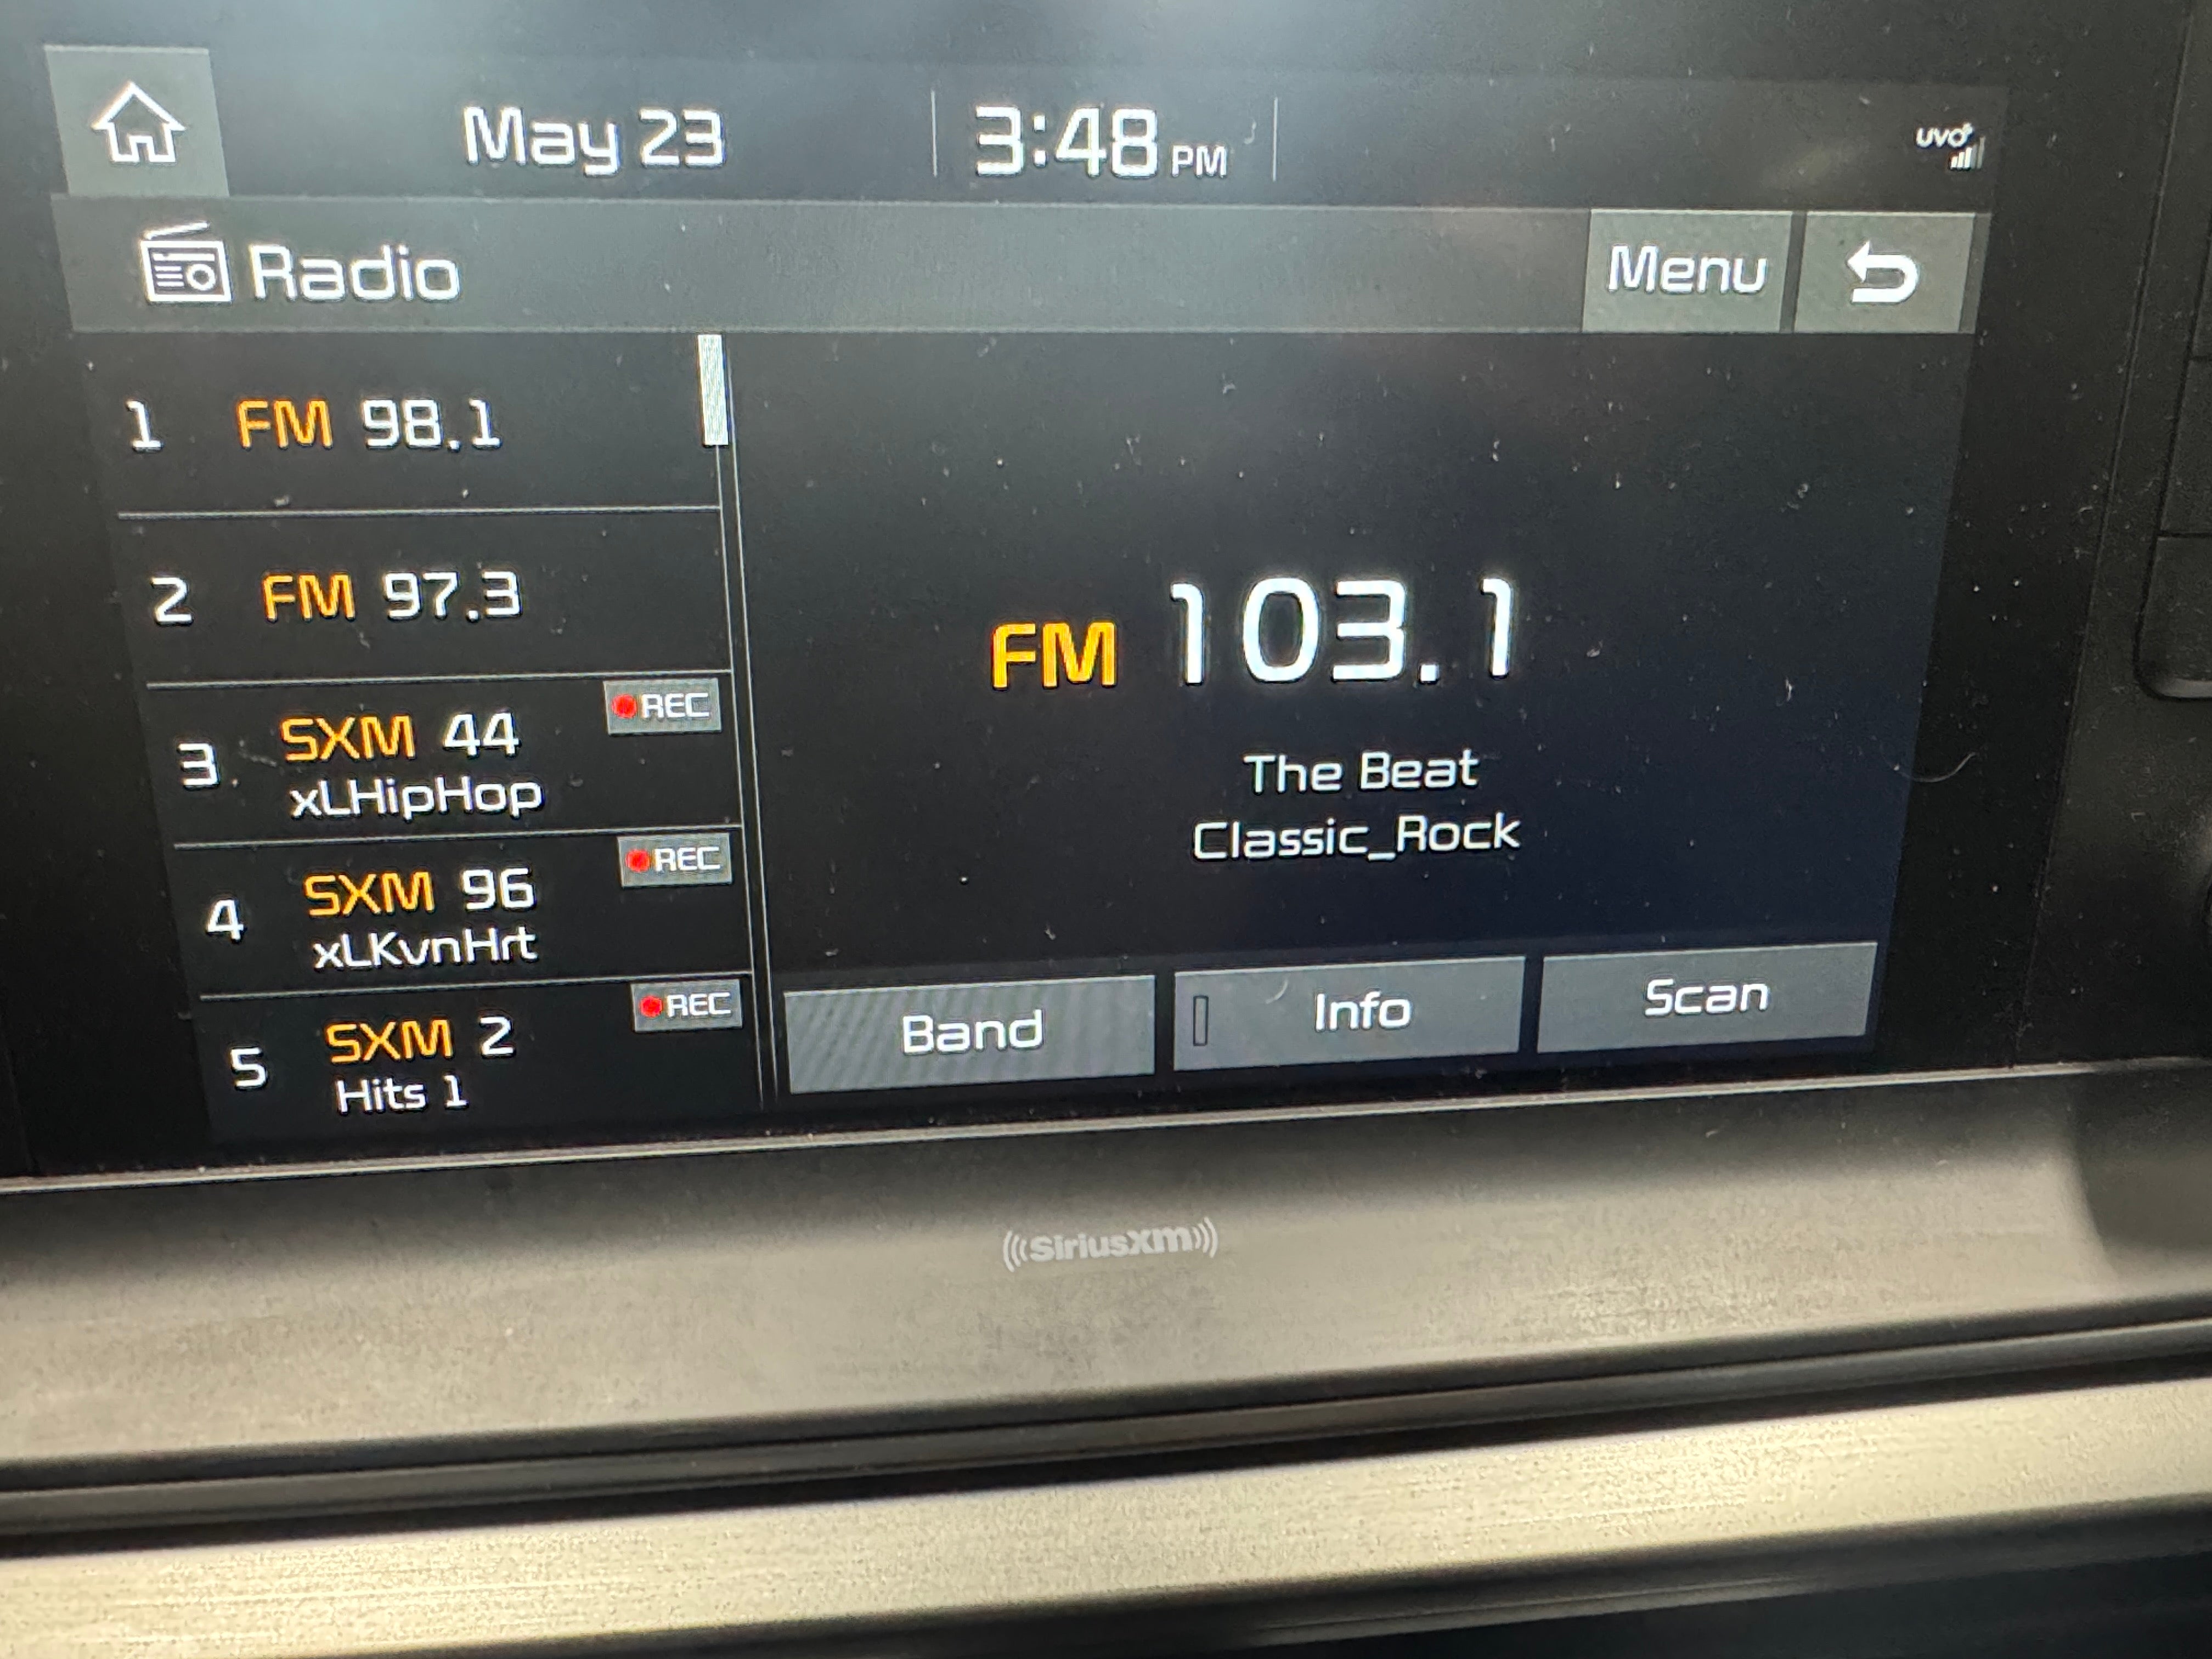 May 23
3:48 PM
UVO
Radio
Menu
1 FM 98.1
2 FM 97.3
3 SXM 44
REC
xLHipHop
4 SXM 96
REC
xLKvnHrt
5 SXM 2
REC
Hits 1
FM 103.1
The Beat
Classic_Rock
Band
Info
Scan
SiriusXm